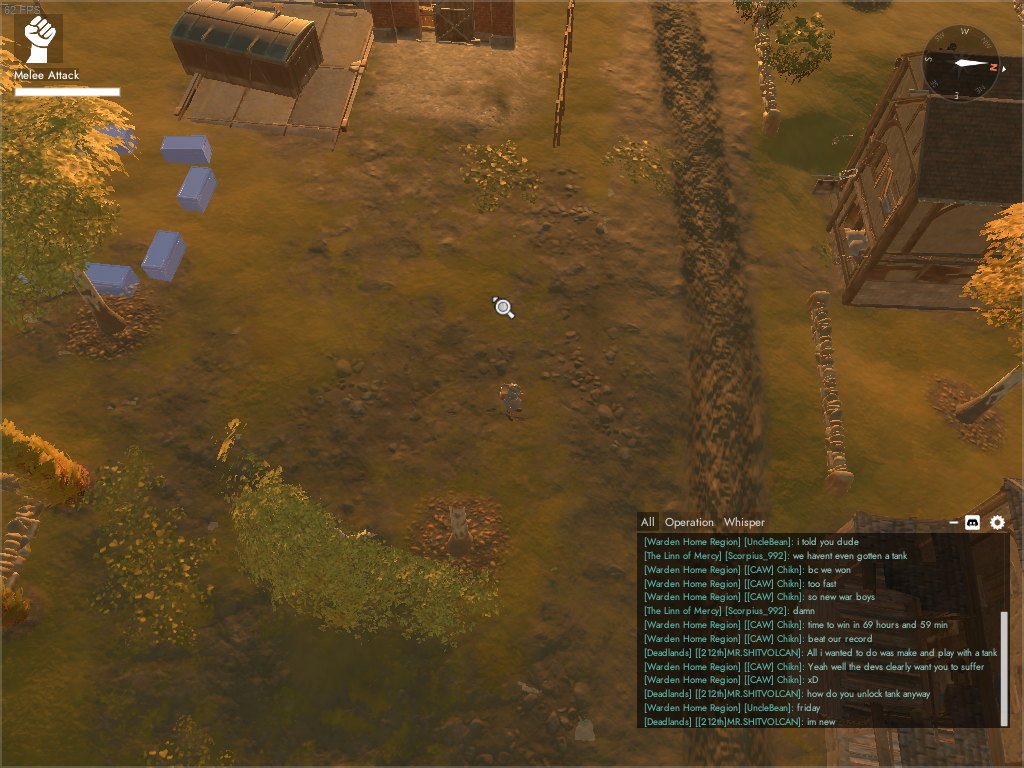 62 FPS
Melee Attack
W
N
S
E
All Operation Whisper
[Warden Home Region] [UncleBean]: i told you dude
[The Linn of Mercy] [Scorpius_992]: we havent even gotten a tank
[Warden Home Region] [[CAW] Chikn]: bc we won
[Warden Home Region] [[CAW] Chikn]: too fast
[Warden Home Region] [[CAW] Chikn]: so new war boys
[The Linn of Mercy] [Scorpius_992]: damn
[Warden Home Region] [[CAW] Chikn]: time to win in 69 hours and 59 min
[Warden Home Region] [[CAW] Chikn]: beat our record
[Deadlands] [[212th]MR.SHITVOLCAN]: All i wanted to do was make and play with a tank
[Warden Home Region] [[CAW] Chikn]: Yeah well the devs clearly want you to suffer
[Warden Home Region] [[CAW] Chikn]: xD
[Deadlands] [[212th]MR.SHITVOLCAN]: how do you unlock tank anyway
[Warden Home Region] [UncleBean]: friday
[Deadlands] [[212th]MR.SHITVOLCAN]: im new